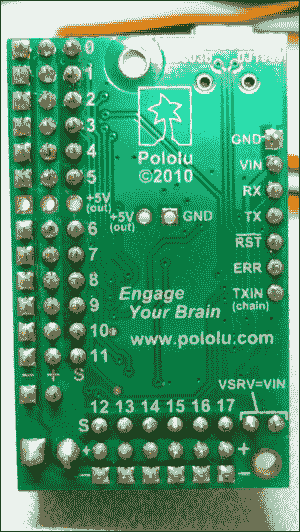 0
1
2
3
4
5
+5V
(out)
6
7
8
9
10
11
− + S
Pololu
©2010
+5V
(out)
GND
Engage
Your Brain
www.pololu.com
GND
VIN
RX
TX
RST
ERR
TXIN
(chain)
VSRV=VIN
12 13 14 15 16 17
S
+ +
− −